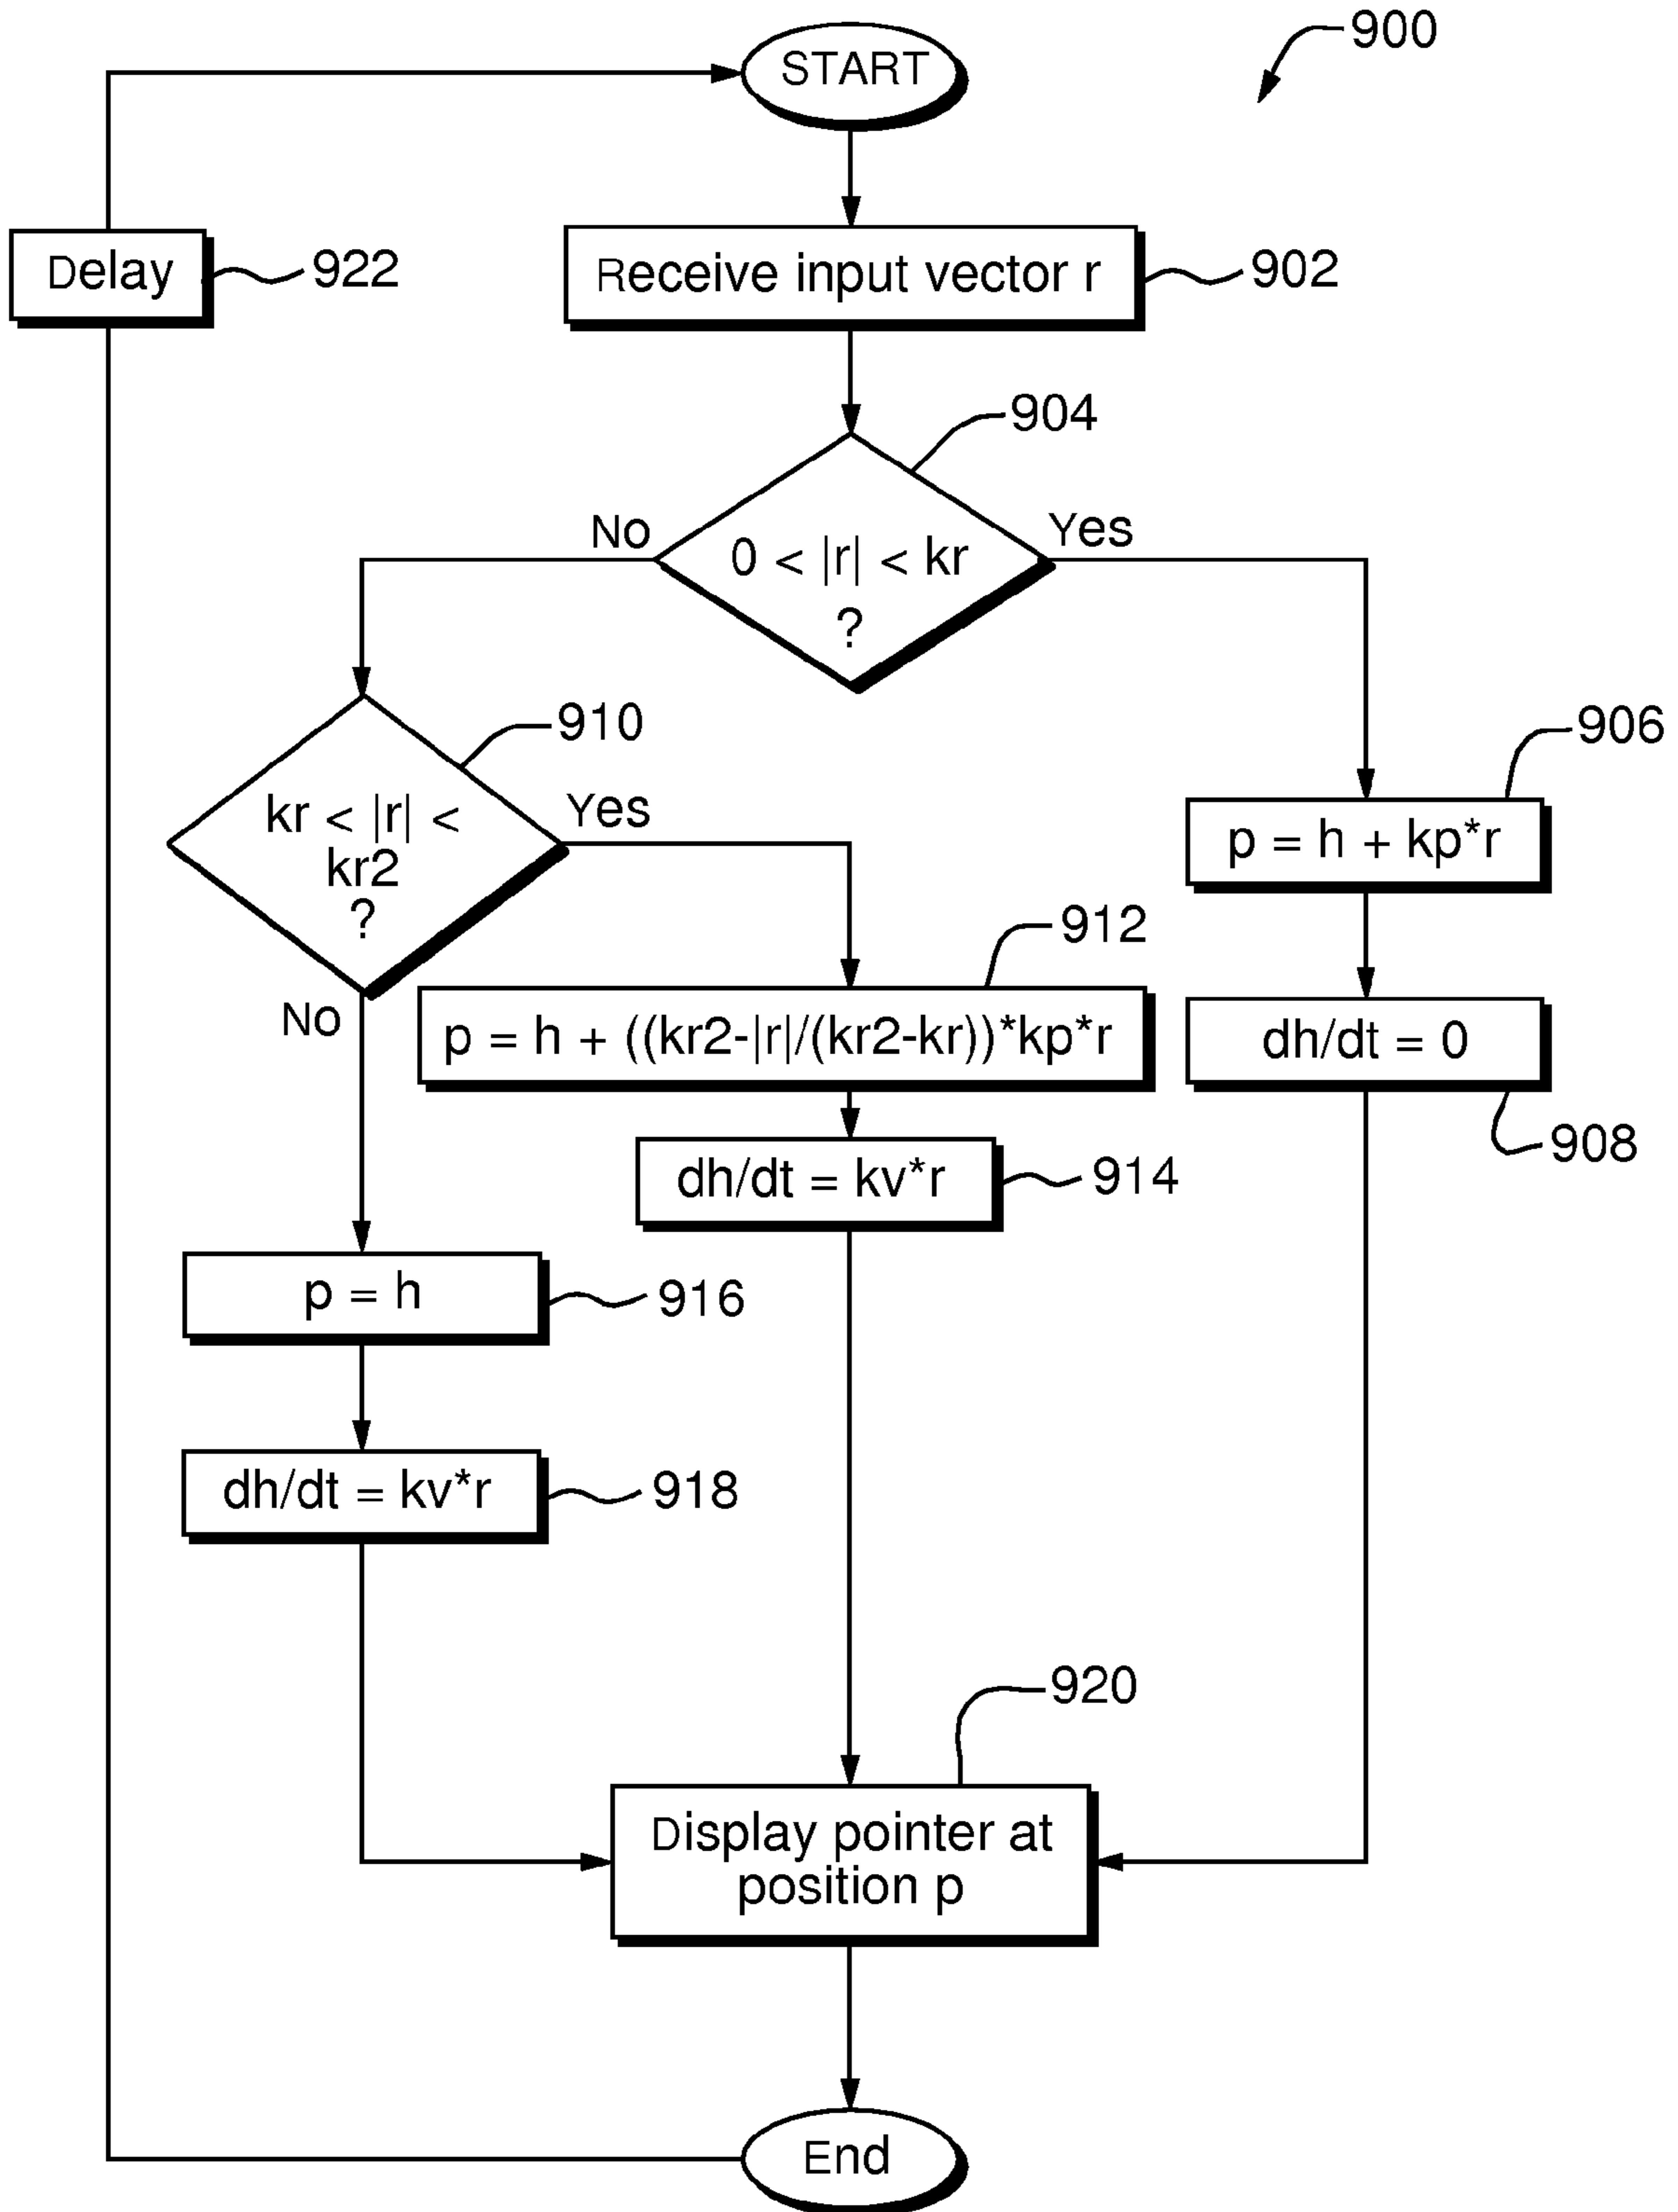 900
START
Delay
922
Receive input vector r
902
904
No
Yes
0 < |r| < kr
?
910
906
kr < |r| <
kr2
?
Yes
p = h + kp*r
912
No
p = h + ((kr2-|r|/(kr2-kr))*kp*r
dh/dt = 0
908
dh/dt = kv*r
914
p = h
916
dh/dt = kv*r
918
920
Display pointer at
position p
End